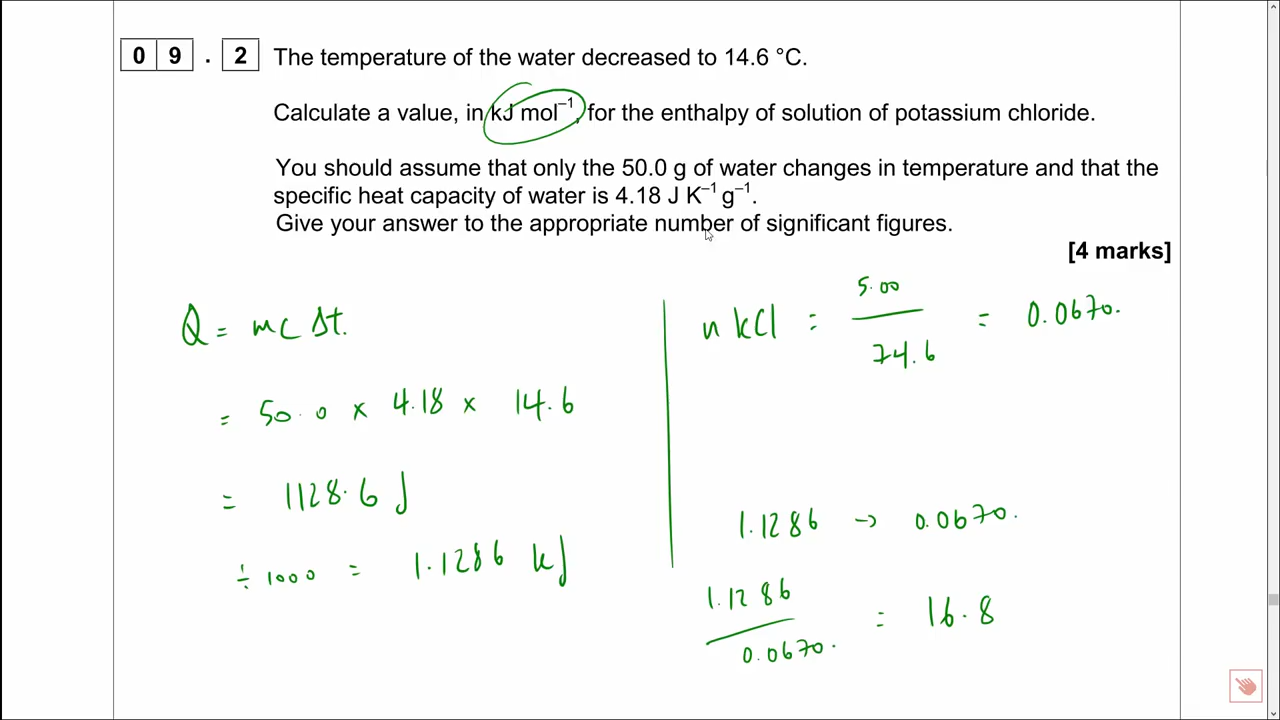 09.2 The temperature of the water decreased to 14.6 °C.
Calculate a value, in kJ mol⁻¹, for the enthalpy of solution of potassium chloride.
You should assume that only the 50.0 g of water changes in temperature and that the
specific heat capacity of water is 4.18 J K⁻¹ g⁻¹.
Give your answer to the appropriate number of significant figures.
[4 marks]
Q = mc Δt.
= 50.0 x 4.18 x 14.6
= 1128.6 J
÷ 1000 = 1.1286 kJ
5.00
n KCl = = 0.0670.
74.6
1.1286 → 0.0670.
1.1286
= 16.8
0.0670.